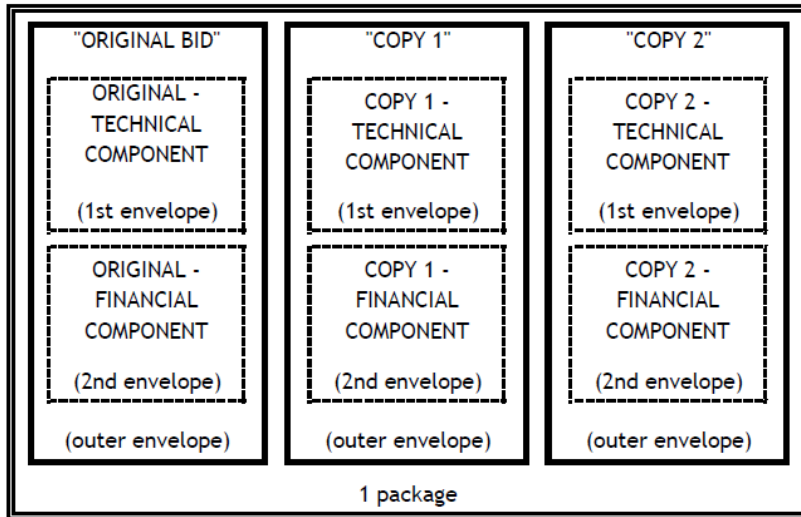 "ORIGINAL BID"
ORIGINAL -
TECHNICAL
COMPONENT
(1st envelope)
ORIGINAL -
FINANCIAL
COMPONENT
(2nd envelope)
(outer envelope)
"COPY 1"
COPY 1 -
TECHNICAL
COMPONENT
(1st envelope)
COPY 1 -
FINANCIAL
COMPONENT
(2nd envelope)
(outer envelope)
"COPY 2"
COPY 2 -
TECHNICAL
COMPONENT
(1st envelope)
COPY 2 -
FINANCIAL
COMPONENT
(2nd envelope)
(outer envelope)
1 package